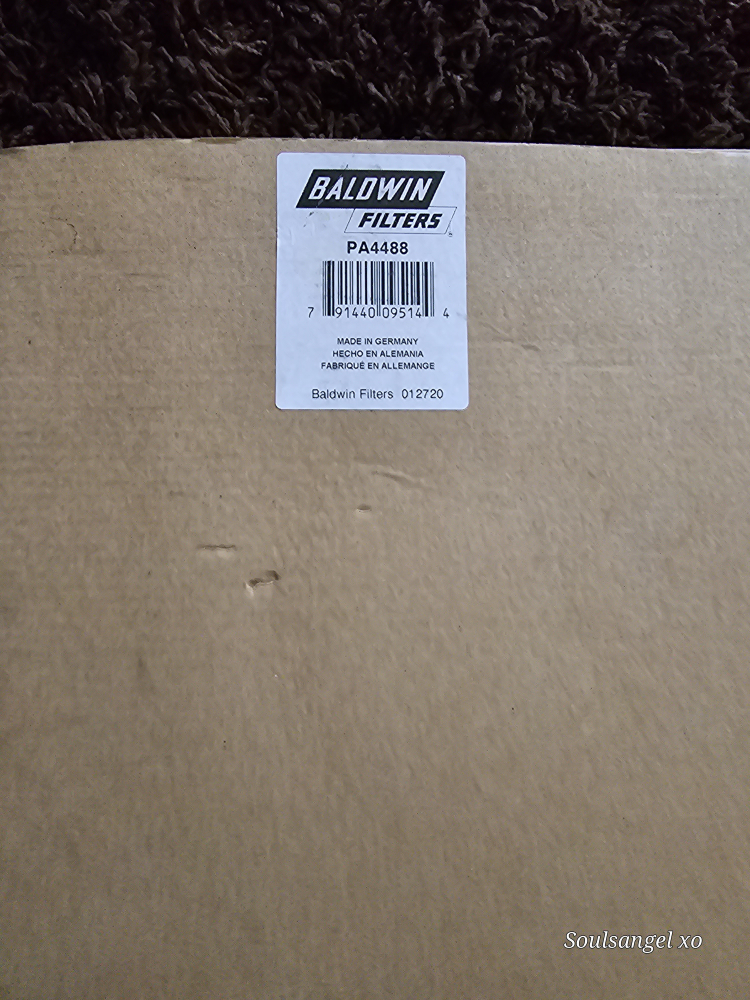 BALDWIN
FILTERS
PA4488
7 91440 09514 4
MADE IN GERMANY
HECHO EN ALEMANIA
FABRIQUÉ EN ALLEMANGE
Baldwin Filters 012720
Soulsangel xo